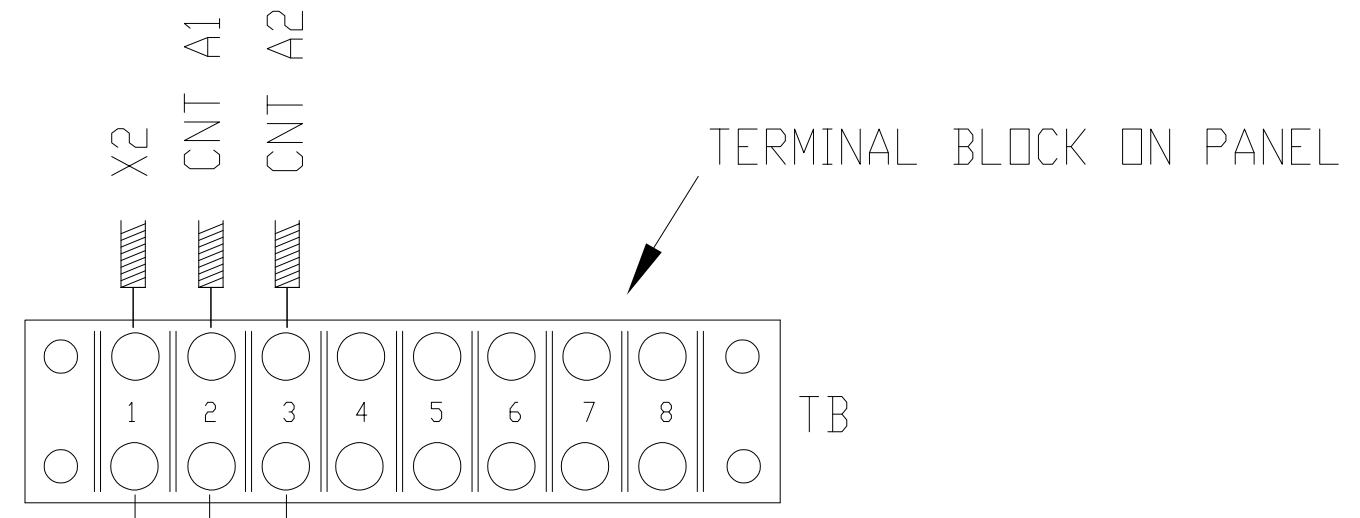 X2
CNT A1
CNT A2
TERMINAL BLOCK ON PANEL
1 2 3 4 5 6 7 8
TB